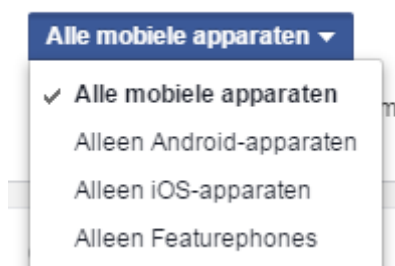 Alle mobiele apparaten
Alle mobiele apparaten
Alleen Android-apparaten
Alleen iOS-apparaten
Alleen Featurephones